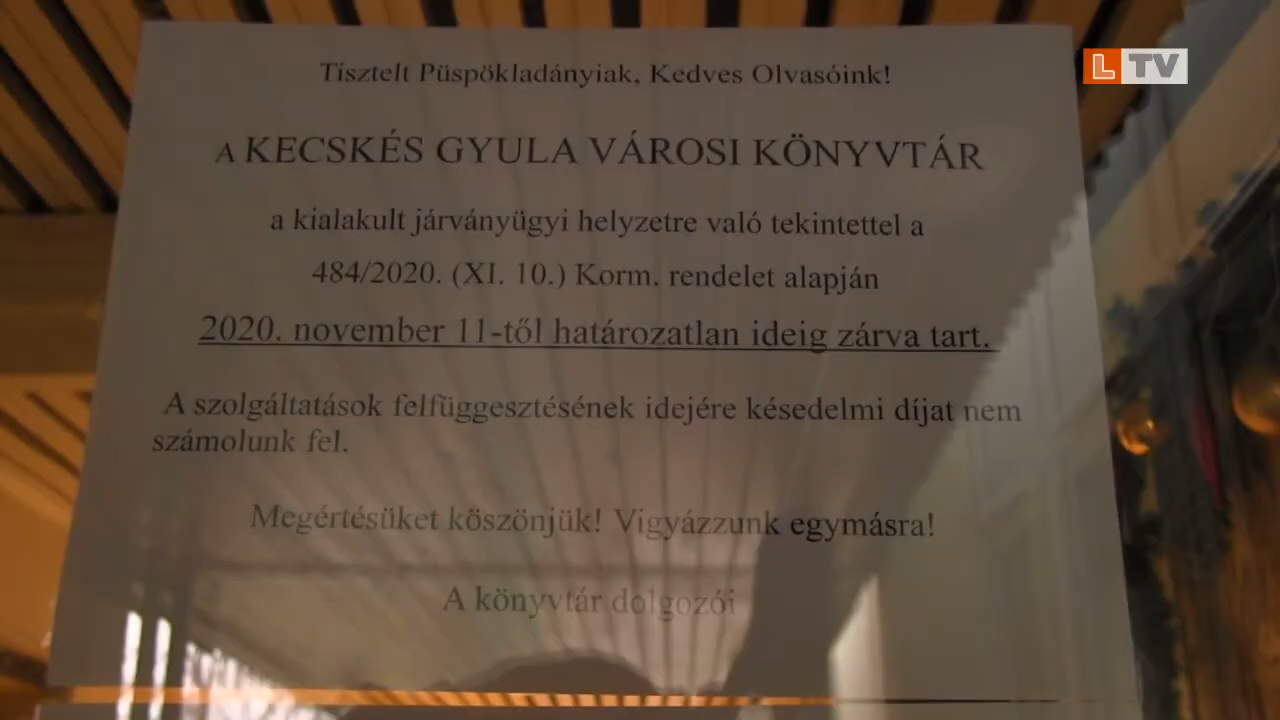 Tisztelt Püspökladányiak, Kedves Olvasóink!
A KECSKÉS GYULA VÁROSI KÖNYVTÁR
a kialakult járványügyi helyzetre való tekintettel a
484/2020. (XI. 10.) Korm. rendelet alapján
2020. november 11-től határozatlan ideig zárva tart.
A szolgáltatások felfüggesztésének idejére késedelmi díjat nem
számolunk fel.
Megértésüket köszönjük! Vigyázzunk egymásra!
A könyvtár dolgozói
L TV